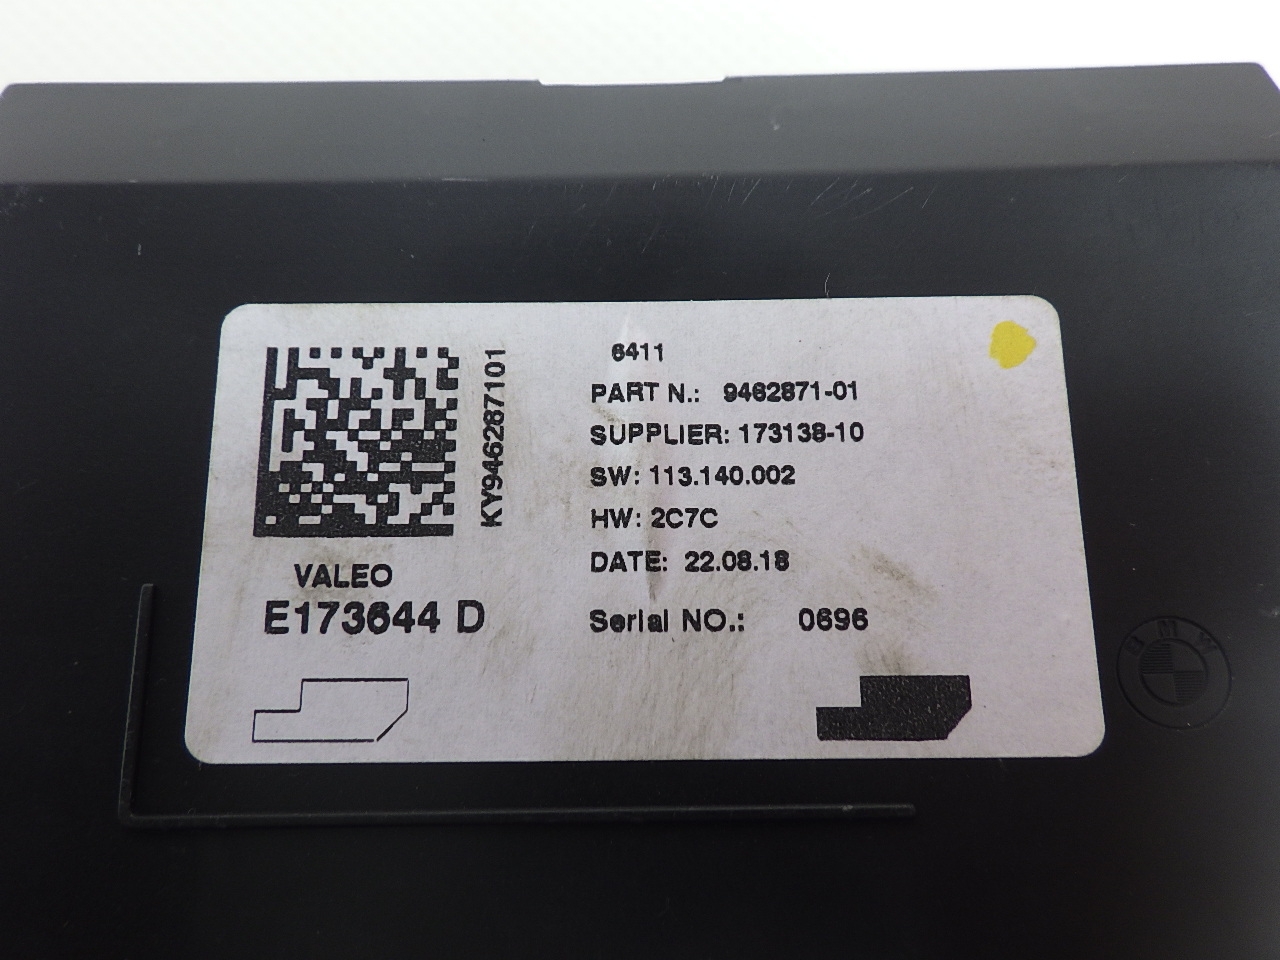 6411
PART N.: 9462871-01
SUPPLIER: 173138-10
SW: 113.140.002
HW: 2C7C
DATE: 22.08.18
Serial NO.: 0696
KY946287101
VALEO
E173644 D
BMW